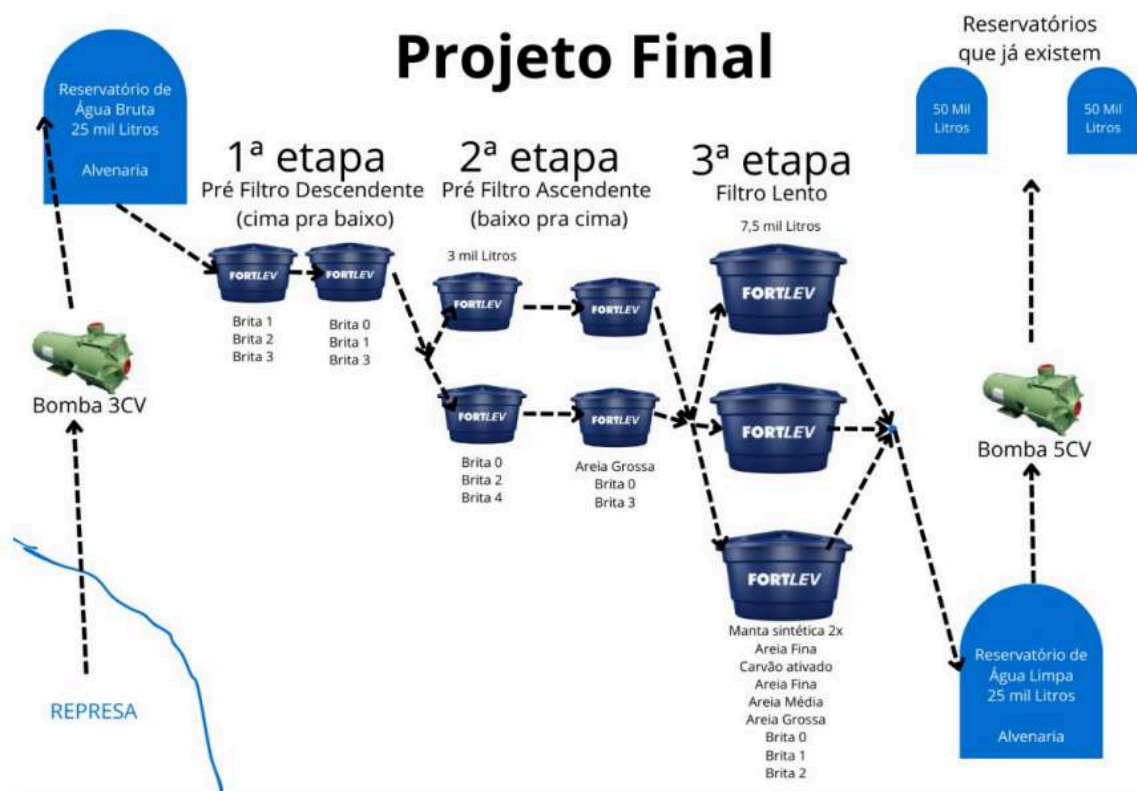 Projeto Final
Reservatórios
que já existem
Reservatório de
Água Bruta
25 mil Litros
Alvenaria
50 Mil
Litros
50 Mil
Litros
1ª etapa
Pré Filtro Descendente
(cima pra baixo)
2ª etapa
Pré Filtro Ascendente
(baixo pra cima)
3ª etapa
Filtro Lento
3 mil Litros
7,5 mil Litros
FORTLEV
FORTLEV
FORTLEV
FORTLEV
FORTLEV
Brita 1
Brita 2
Brita 3
Brita 0
Brita 1
Brita 3
Bomba 3CV
FORTLEV
FORTLEV
FORTLEV
Brita 0
Brita 2
Brita 4
Areia Grossa
Brita 0
Brita 3
Bomba 5CV
FORTLEV
Manta sintética 2x
Areia Fina
Carvão ativado
Areia Fina
Areia Média
Areia Grossa
Brita 0
Brita 1
Brita 2
REPRESA
Reservatório de
Água Limpa
25 mil Litros
Alvenaria